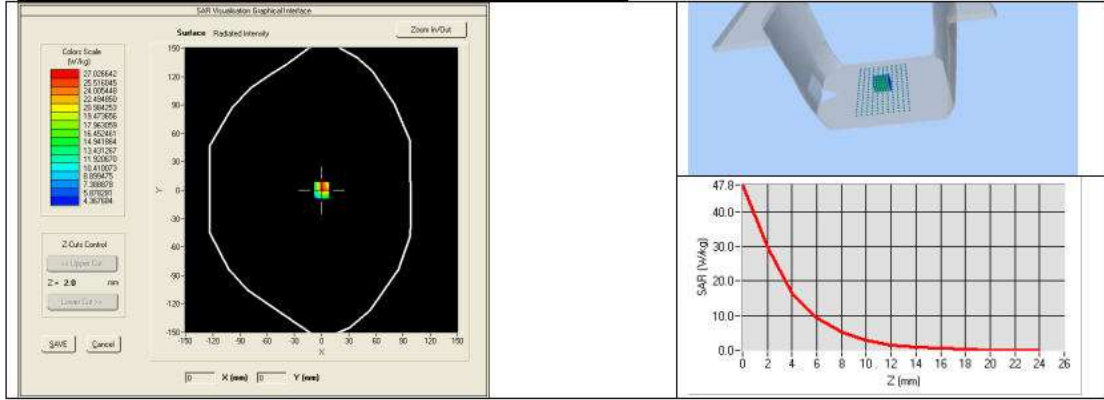 SAR Visualisation Graphical Interface
Surface Radiated Intensity
Zoom In/Out
Colors Scale
(W/kg)
27.026642
25.516045
24.005448
22.494850
20.984253
19.473656
17.963059
16.452461
14.941864
13.431267
11.920670
10.410073
8.899475
7.388878
5.878281
4.367684
150
120
90
60
30
0
-30
-60
-90
-120
-150
Y
-150 -120 -90 -60 -30 0 30 60 90 120 150
X
Z-Cuts Control
<< Upper Cut
Z = 2.0 mm
Lower Cut >>
SAVE Cancel
0 X (mm) 0 Y (mm)
47.8
40.0
30.0
20.0
10.0
0.0
SAR (W/kg)
0 2 4 6 8 10 12 14 16 18 20 22 24 26
Z (mm)